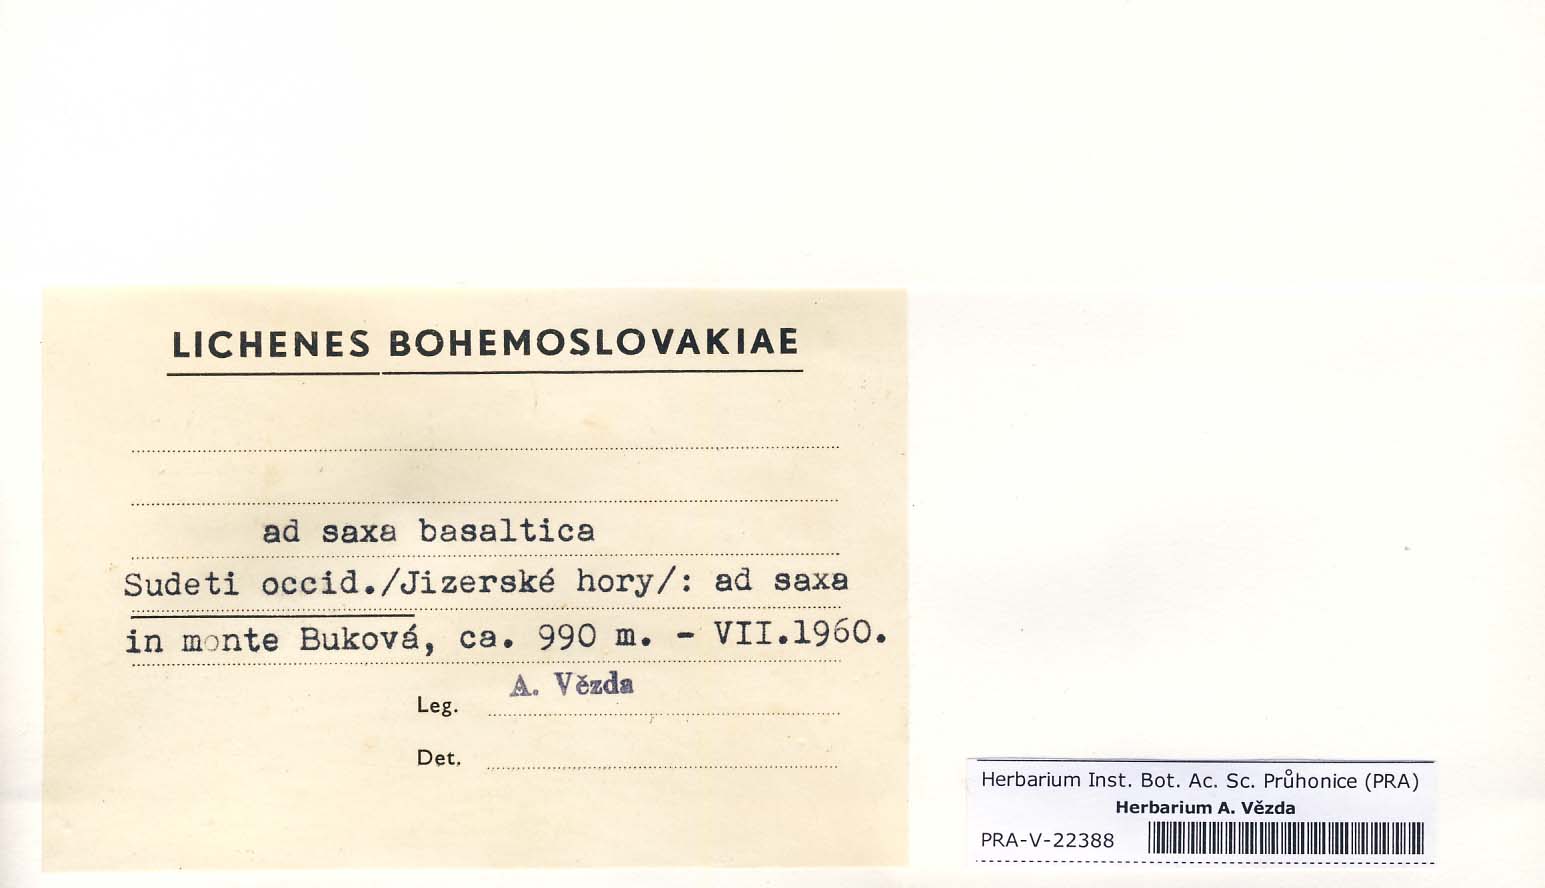 LICHENES BOHEMOSLOVAKIAE
ad saxa basaltica
Sudeti occid./Jizerské hory/: ad saxa
in monte Buková, ca. 990 m. - VII.1960.
A. Vězda
Leg.
Det.
Herbarium Inst. Bot. Ac. Sc. Průhonice (PRA)
Herbarium A. Vězda
PRA-V-22388